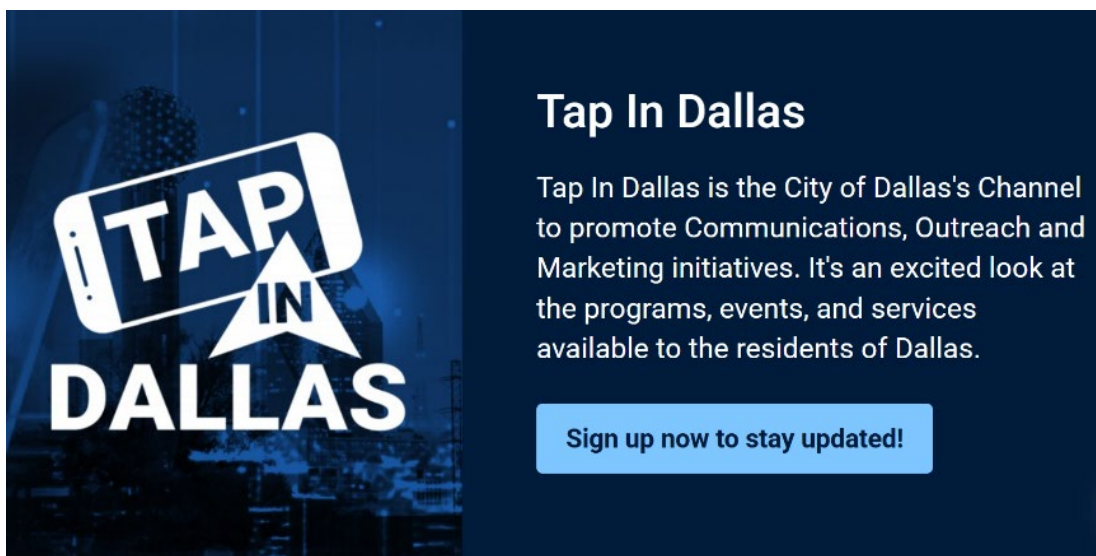 TAP
IN
DALLAS
Tap In Dallas
Tap In Dallas is the City of Dallas's Channel
to promote Communications, Outreach and
Marketing initiatives. It's an excited look at
the programs, events, and services
available to the residents of Dallas.
Sign up now to stay updated!